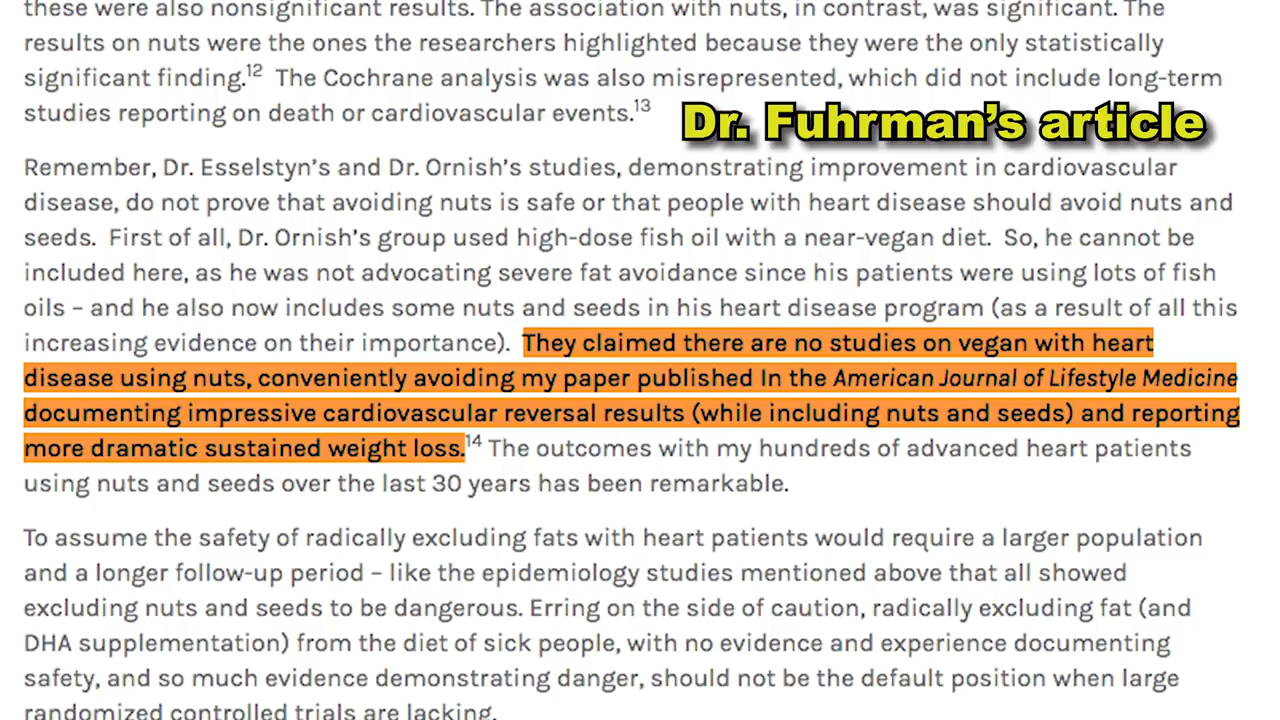 these were also nonsignificant results. The association with nuts, in contrast, was significant. The
results on nuts were the ones the researchers highlighted because they were the only statistically
significant finding.12 The Cochrane analysis was also misrepresented, which did not include long-term
studies reporting on death or cardiovascular events.13
Dr. Fuhrman's article
Remember, Dr. Esselstyn's and Dr. Ornish's studies, demonstrating improvement in cardiovascular
disease, do not prove that avoiding nuts is safe or that people with heart disease should avoid nuts and
seeds. First of all, Dr. Ornish's group used high-dose fish oil with a near-vegan diet. So, he cannot be
included here, as he was not advocating severe fat avoidance since his patients were using lots of fish
oils – and he also now includes some nuts and seeds in his heart disease program (as a result of all this
increasing evidence on their importance). They claimed there are no studies on vegan with heart
disease using nuts, conveniently avoiding my paper published In the American Journal of Lifestyle Medicine
documenting impressive cardiovascular reversal results (while including nuts and seeds) and reporting
more dramatic sustained weight loss.14 The outcomes with my hundreds of advanced heart patients
using nuts and seeds over the last 30 years has been remarkable.
To assume the safety of radically excluding fats with heart patients would require a larger population
and a longer follow-up period – like the epidemiology studies mentioned above that all showed
excluding nuts and seeds to be dangerous. Erring on the side of caution, radically excluding fat (and
DHA supplementation) from the diet of sick people, with no evidence and experience documenting
safety, and so much evidence demonstrating danger, should not be the default position when large
randomized controlled trials are lacking.